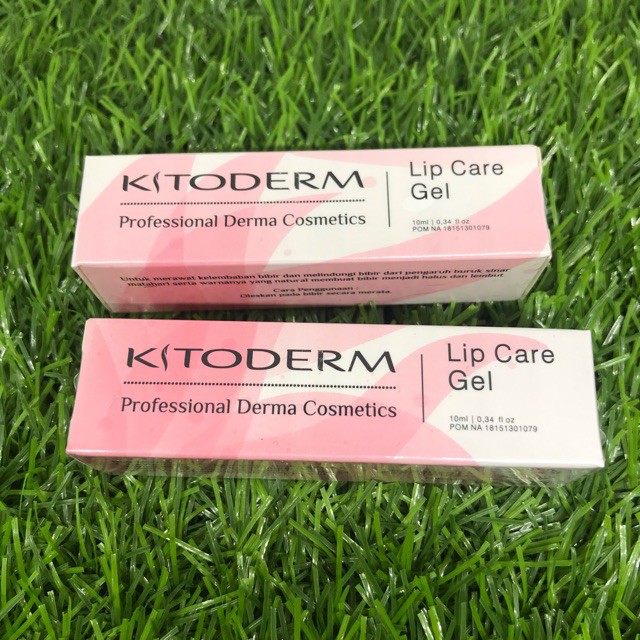 KITODERM
Professional Derma Cosmetics
Lip Care
Gel
10ml | 0,34 fl oz
POM NA 18151301079
Untuk merawat kelembaban bibir dan melindungi bibir dari pengaruh buruk sinar
matahari serta warnanya yang natural membuat bibir menjadi halus dan lembut
Cara Penggunaan :
Oleskan pada bibir secara merata.
KITODERM
Professional Derma Cosmetics
Lip Care
Gel
10ml | 0,34 fl oz
POM NA 18151301079